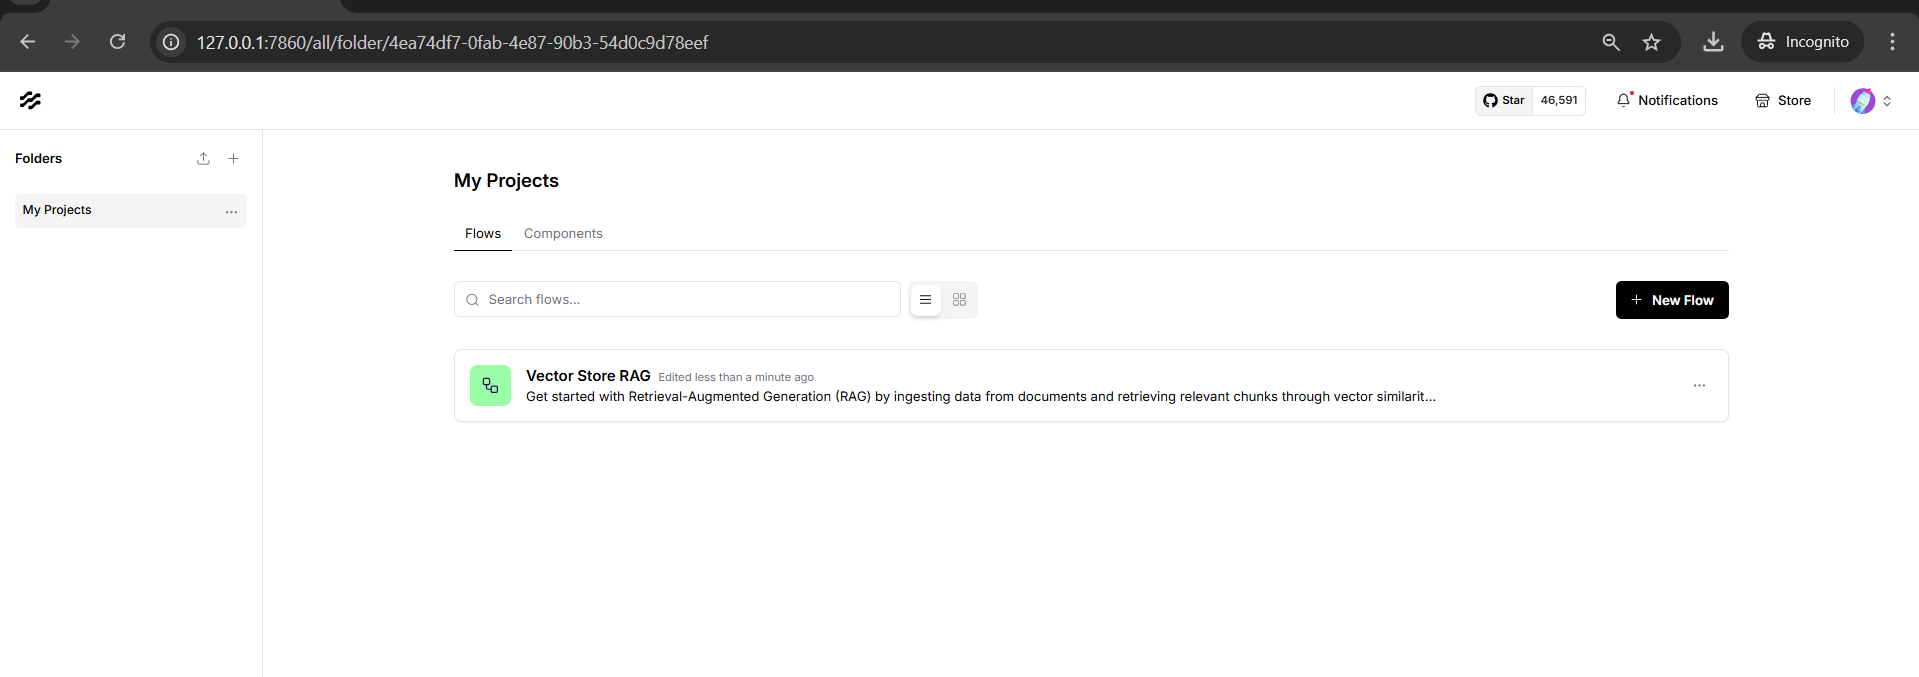 127.0.0.1:7860/all/folder/4ea74df7-0fab-4e87-90b3-54d0c9d78eef
Incognito
Star 46,591
Notifications
Store
Folders
My Projects
My Projects
Flows Components
Search flows...
New Flow
Vector Store RAG Edited less than a minute ago
Get started with Retrieval-Augmented Generation (RAG) by ingesting data from documents and retrieving relevant chunks through vector similarit...